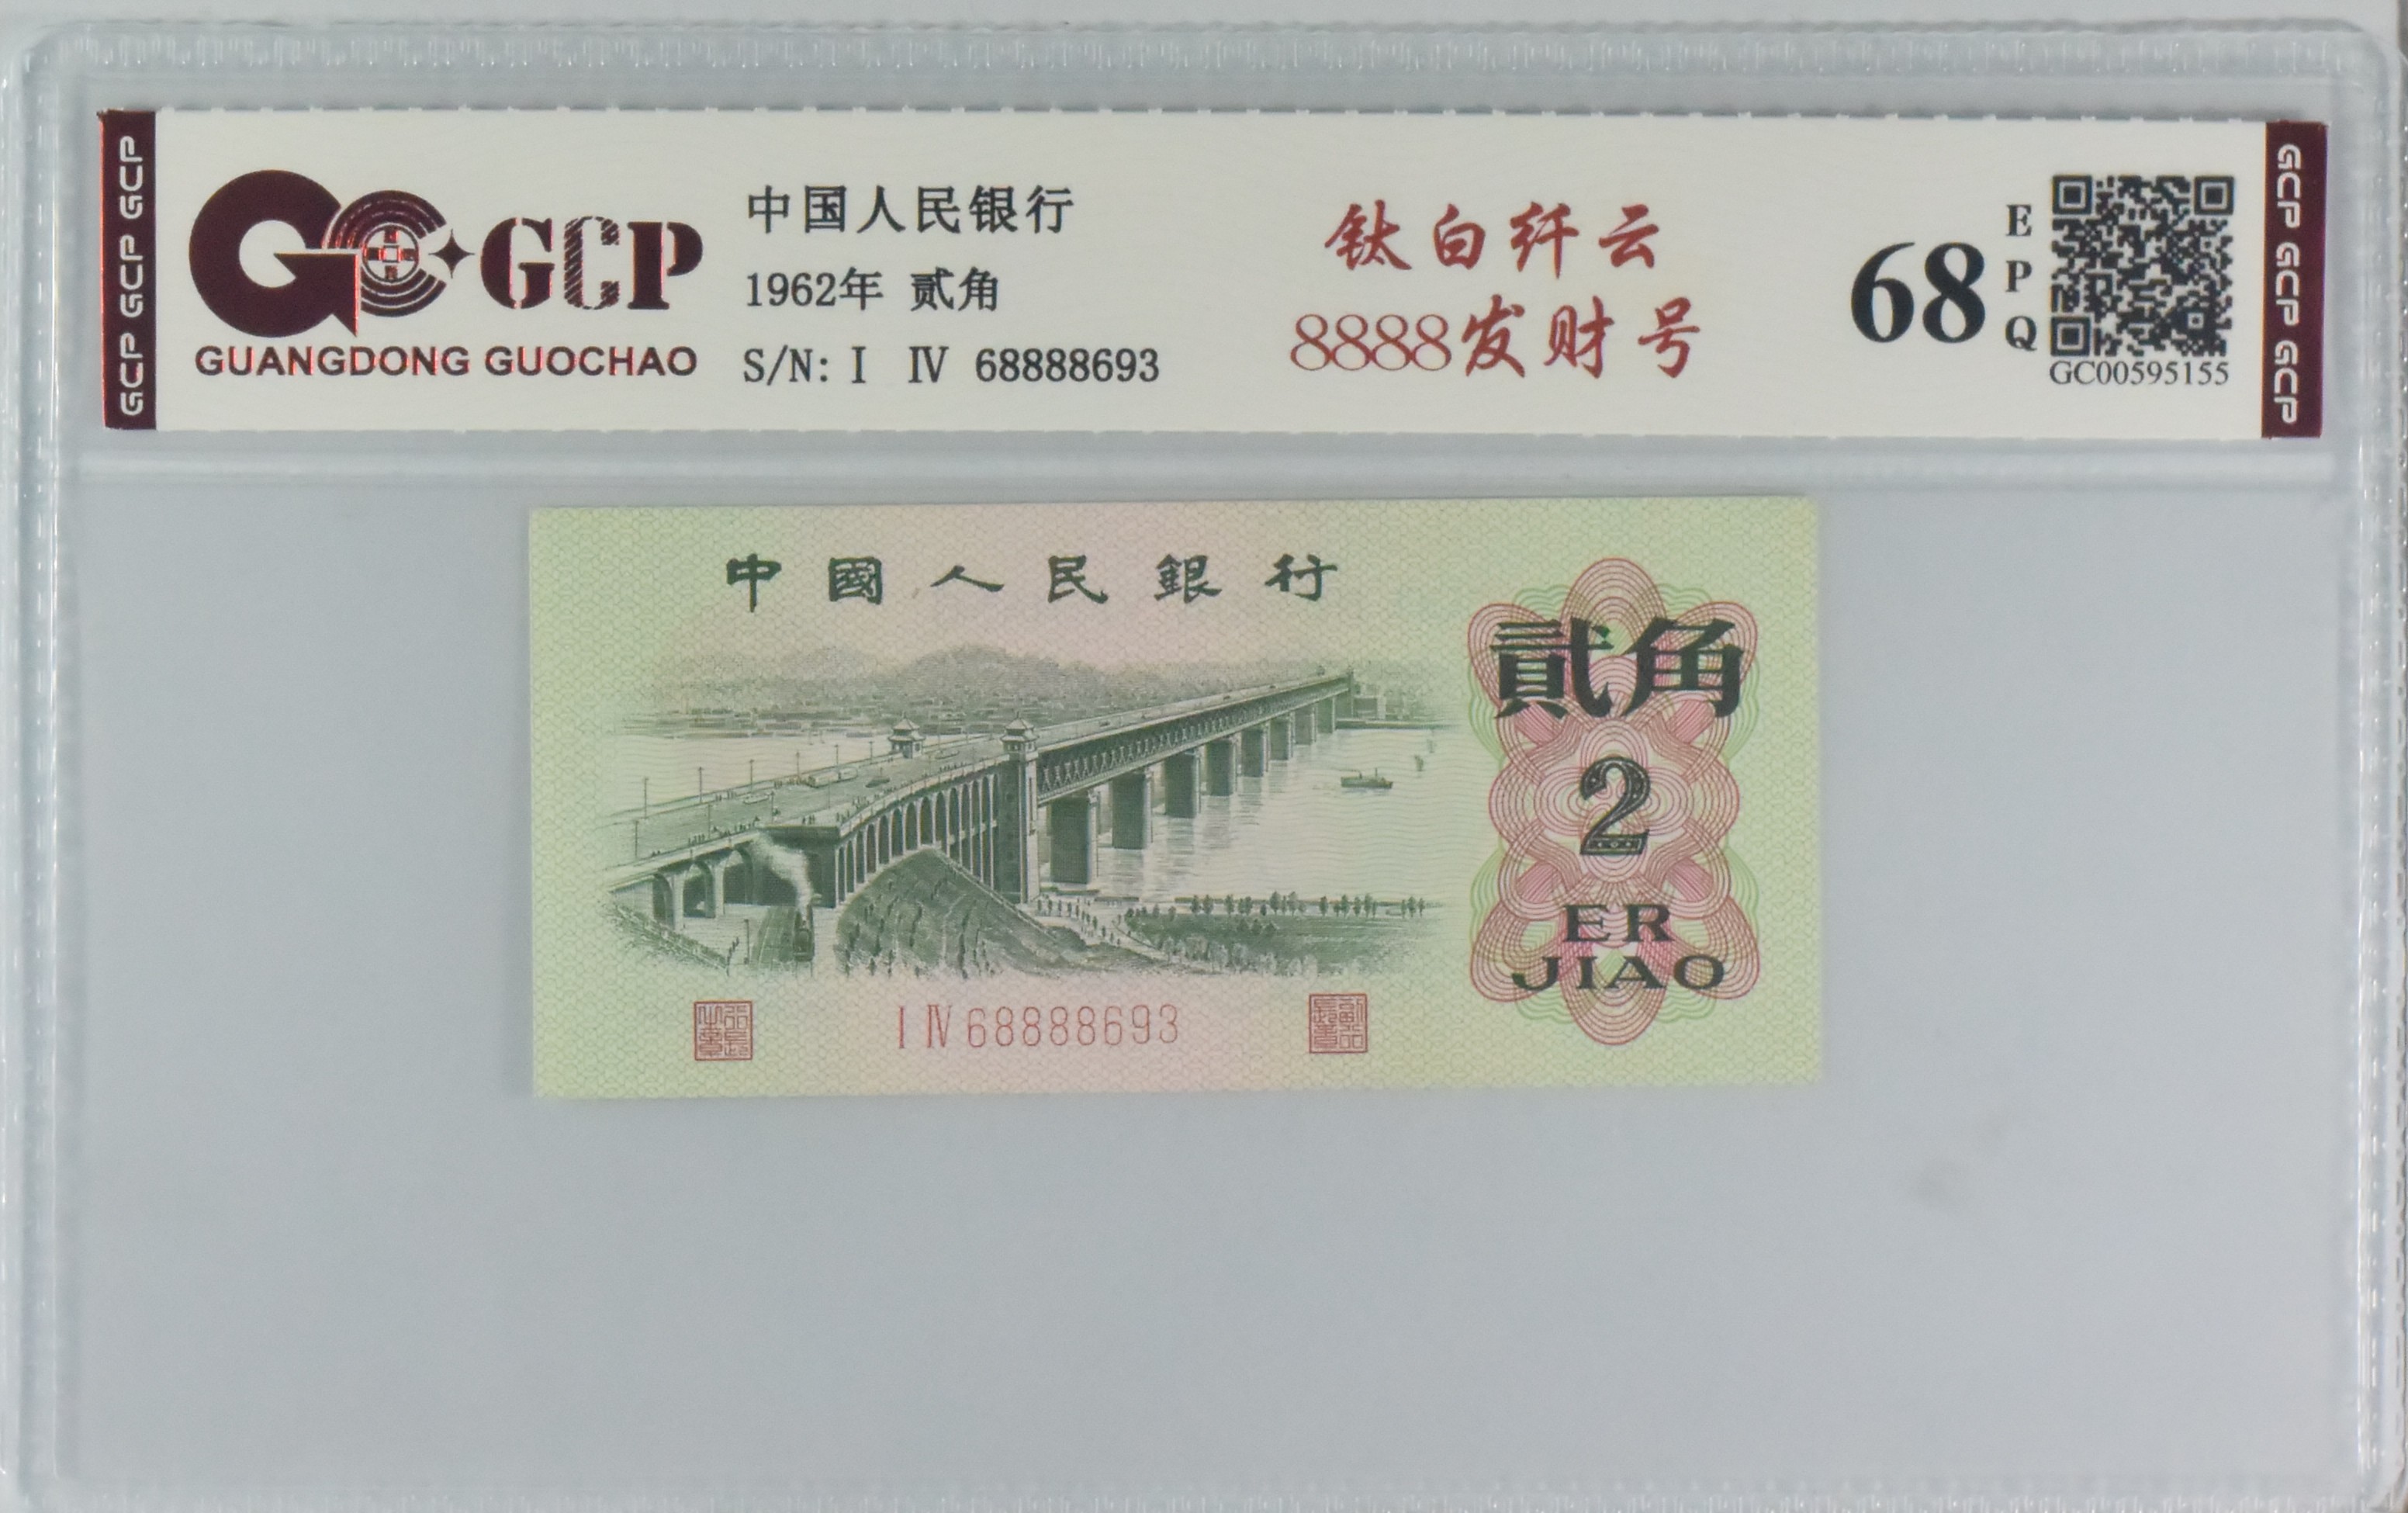 GCP GCP GCP
GCP
GUANGDONG GUOCHAO
中国人民银行
1962年 贰角
S/N: I IV 68888693
钛白纤云
8888发财号
68
E
P
Q
GC00595155
GCP GCP GCP
中國人民銀行
貳角
2
ER
JIAO
I IV 68888693